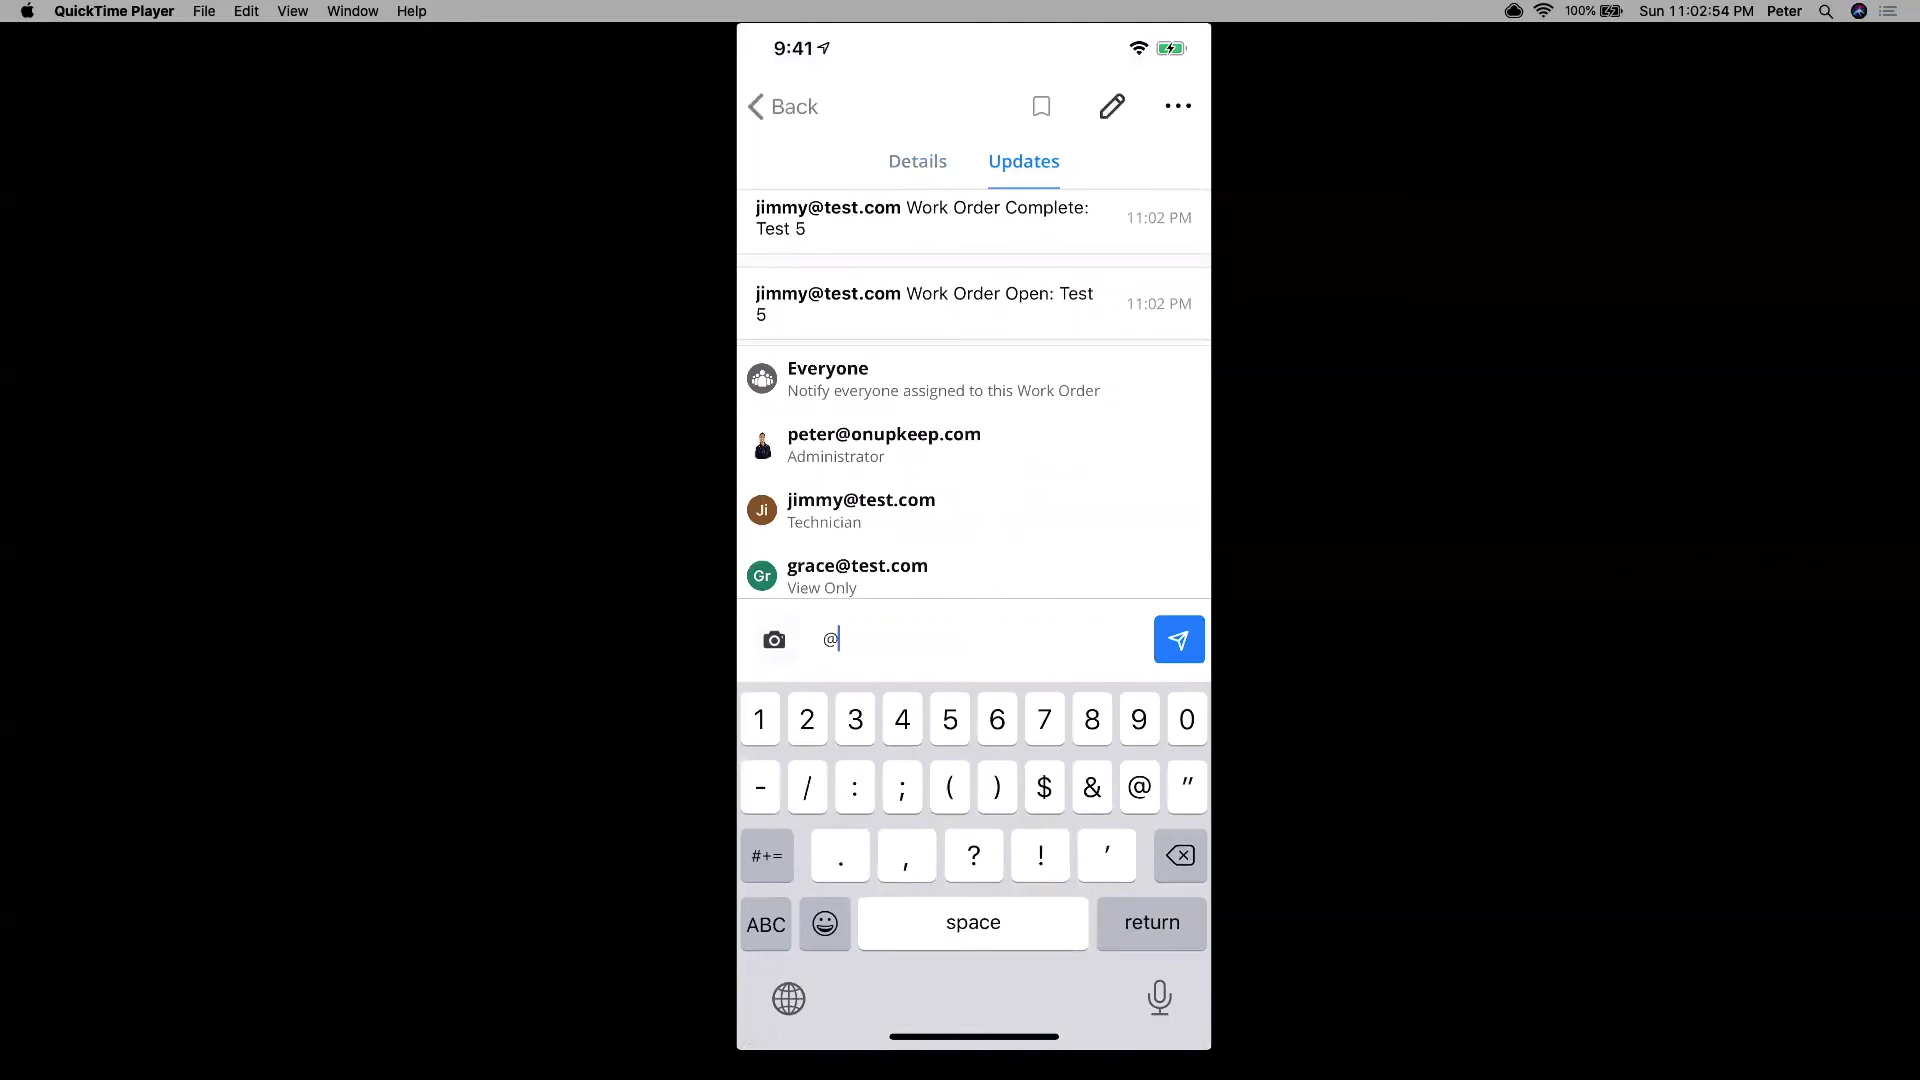 QuickTime Player File Edit View Window Help 100% Sun 11:02:54 PM Peter
9:41
Back
Details Updates
jimmy@test.com Work Order Complete: 
Test 5
11:02 PM
jimmy@test.com Work Order Open: Test
5
11:02 PM
Everyone
Notify everyone assigned to this Work Order
peter@onupkeep.com
Administrator
Ji
jimmy@test.com
Technician
Gr
grace@test.com
View Only
@
1 2 3 4 5 6 7 8 9 0
- / : ; ( ) $ & @ "
#+= . , ? ! '
ABC space return